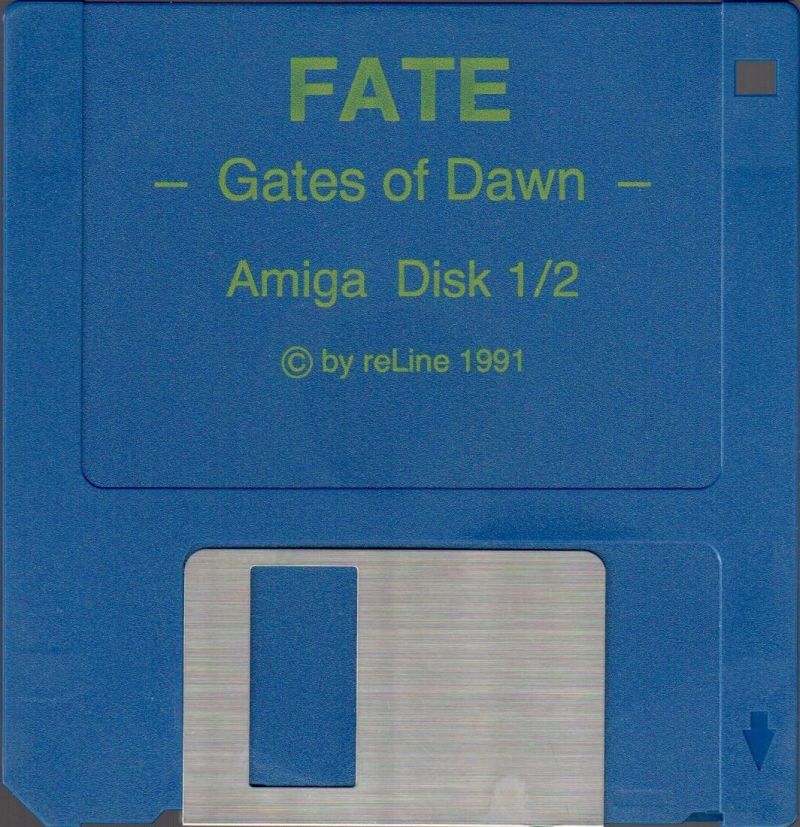 FATE
– Gates of Dawn –
Amiga Disk 1/2
© by reLine 1991